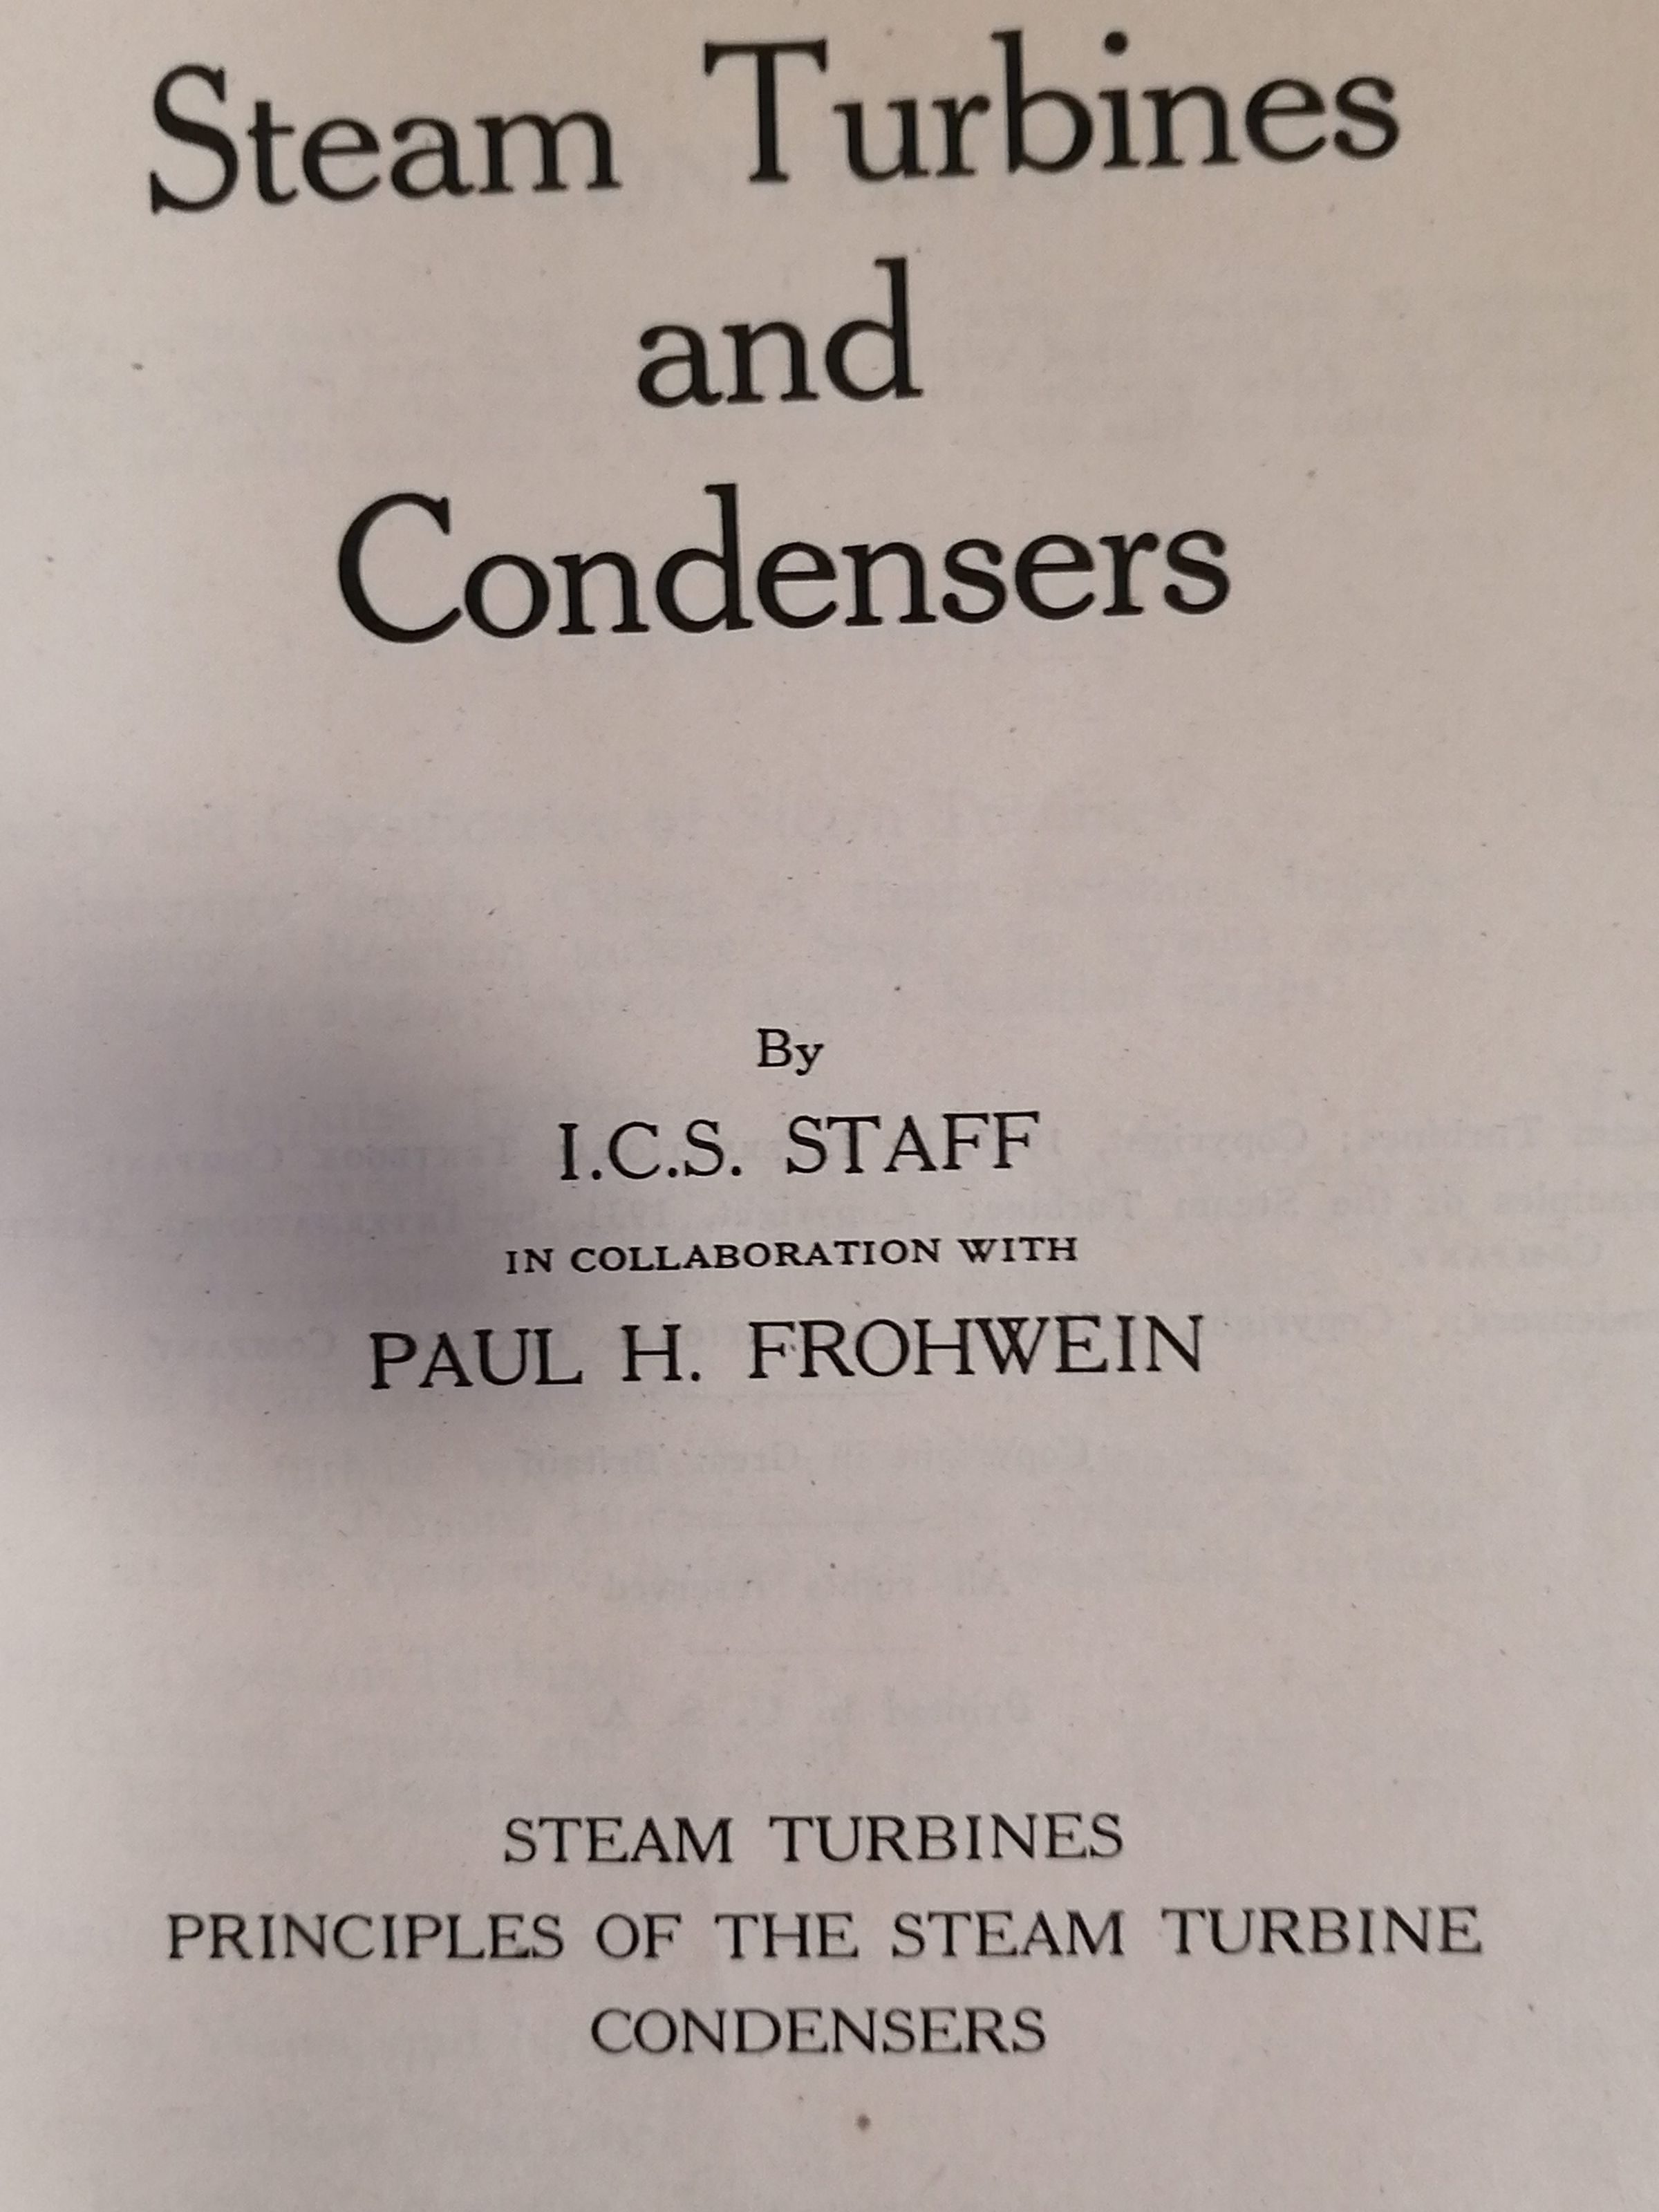 Steam Turbines
and
Condensers
By
I.C.S. STAFF
IN COLLABORATION WITH
PAUL H. FROHWEIN
STEAM TURBINES
PRINCIPLES OF THE STEAM TURBINE
CONDENSERS